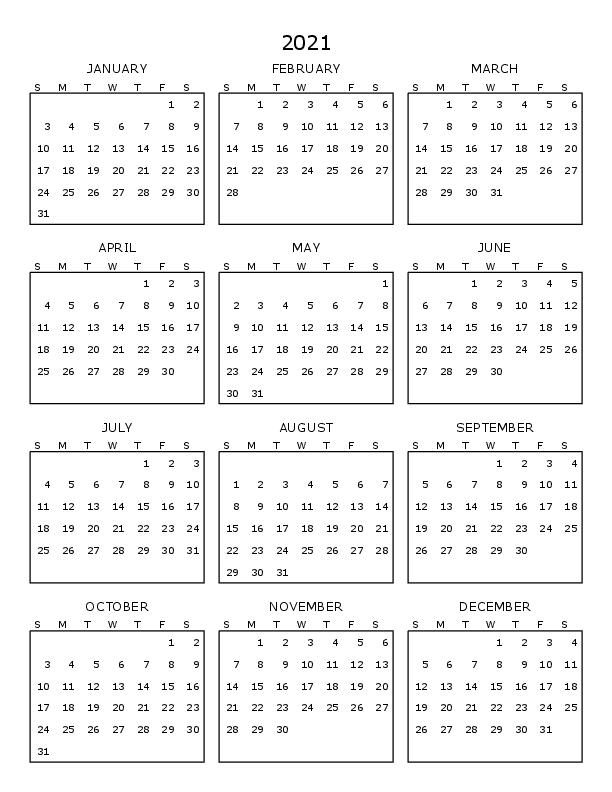 2021
JANUARY FEBRUARY MARCH
S M T W T F S S M T W T F S S M T W T F S
1 2 1 2 3 4 5 6 1 2 3 4 5 6
3 4 5 6 7 8 9 7 8 9 10 11 12 13 7 8 9 10 11 12 13
10 11 12 13 14 15 16 14 15 16 17 18 19 20 14 15 16 17 18 19 20
17 18 19 20 21 22 23 21 22 23 24 25 26 27 21 22 23 24 25 26 27
24 25 26 27 28 29 30 28 28 29 30 31
31
APRIL MAY JUNE
S M T W T F S S M T W T F S S M T W T F S
1 2 3 1 1 2 3 4 5
4 5 6 7 8 9 10 2 3 4 5 6 7 8 6 7 8 9 10 11 12
11 12 13 14 15 16 17 9 10 11 12 13 14 15 13 14 15 16 17 18 19
18 19 20 21 22 23 24 16 17 18 19 20 21 22 20 21 22 23 24 25 26
25 26 27 28 29 30 23 24 25 26 27 28 29 27 28 29 30
30 31
JULY AUGUST SEPTEMBER
S M T W T F S S M T W T F S S M T W T F S
1 2 3 1 2 3 4
4 5 6 7 8 9 10 1 2 3 4 5 6 7 5 6 7 8 9 10 11
11 12 13 14 15 16 17 8 9 10 11 12 13 14 12 13 14 15 16 17 18
18 19 20 21 22 23 24 15 16 17 18 19 20 21 19 20 21 22 23 24 25
25 26 27 28 29 30 31 22 23 24 25 26 27 28 26 27 28 29 30
29 30 31
OCTOBER NOVEMBER DECEMBER
S M T W T F S S M T W T F S S M T W T F S
1 2 1 2 3 4 5 6 1 2 3 4
3 4 5 6 7 8 9 7 8 9 10 11 12 13 5 6 7 8 9 10 11
10 11 12 13 14 15 16 14 15 16 17 18 19 20 12 13 14 15 16 17 18
17 18 19 20 21 22 23 21 22 23 24 25 26 27 19 20 21 22 23 24 25
24 25 26 27 28 29 30 28 29 30 26 27 28 29 30 31
31